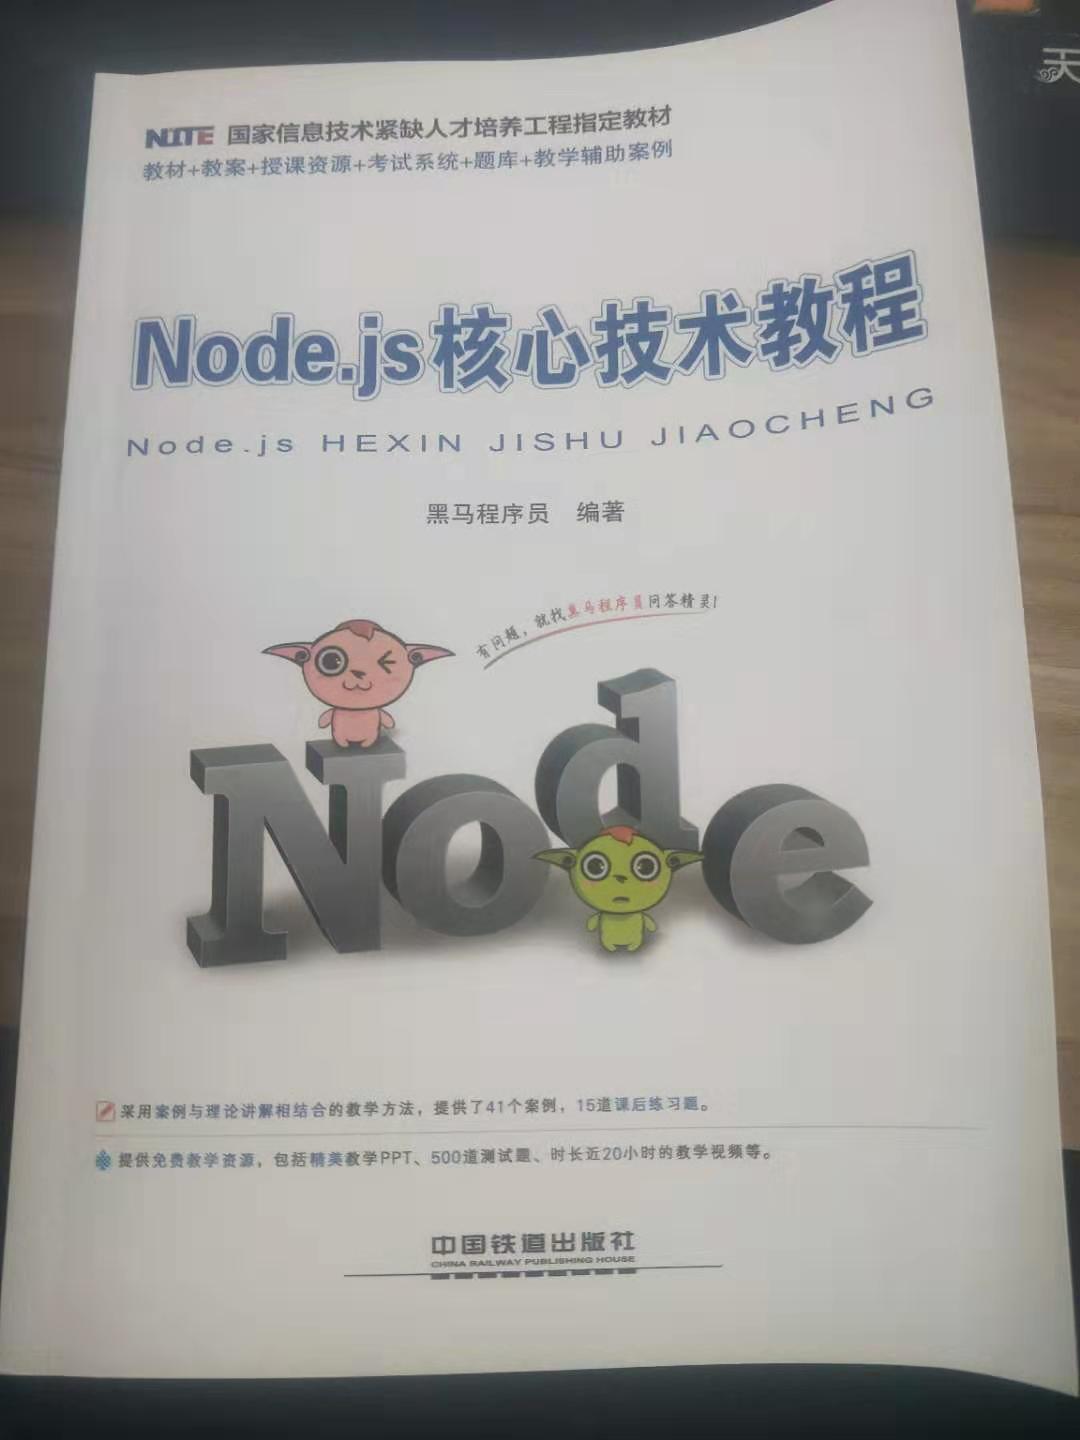 NITE 国家信息技术紧缺人才培养工程指定教材
教材+教案+授课资源+考试系统+题库+教学辅助案例
Node.js核心技术教程
Node.js HEXIN JISHU JIAOCHENG
黑马程序员 编著
有问题，就找黑马程序员问答精灵!
Node
采用案例与理论讲解相结合的教学方法，提供了41个案例，15道课后练习题。
提供免费教学资源，包括精美教学PPT、500道测试题、时长近20小时的教学视频等。
中国铁道出版社
CHINA RAILWAY PUBLISHING HOUSE
天